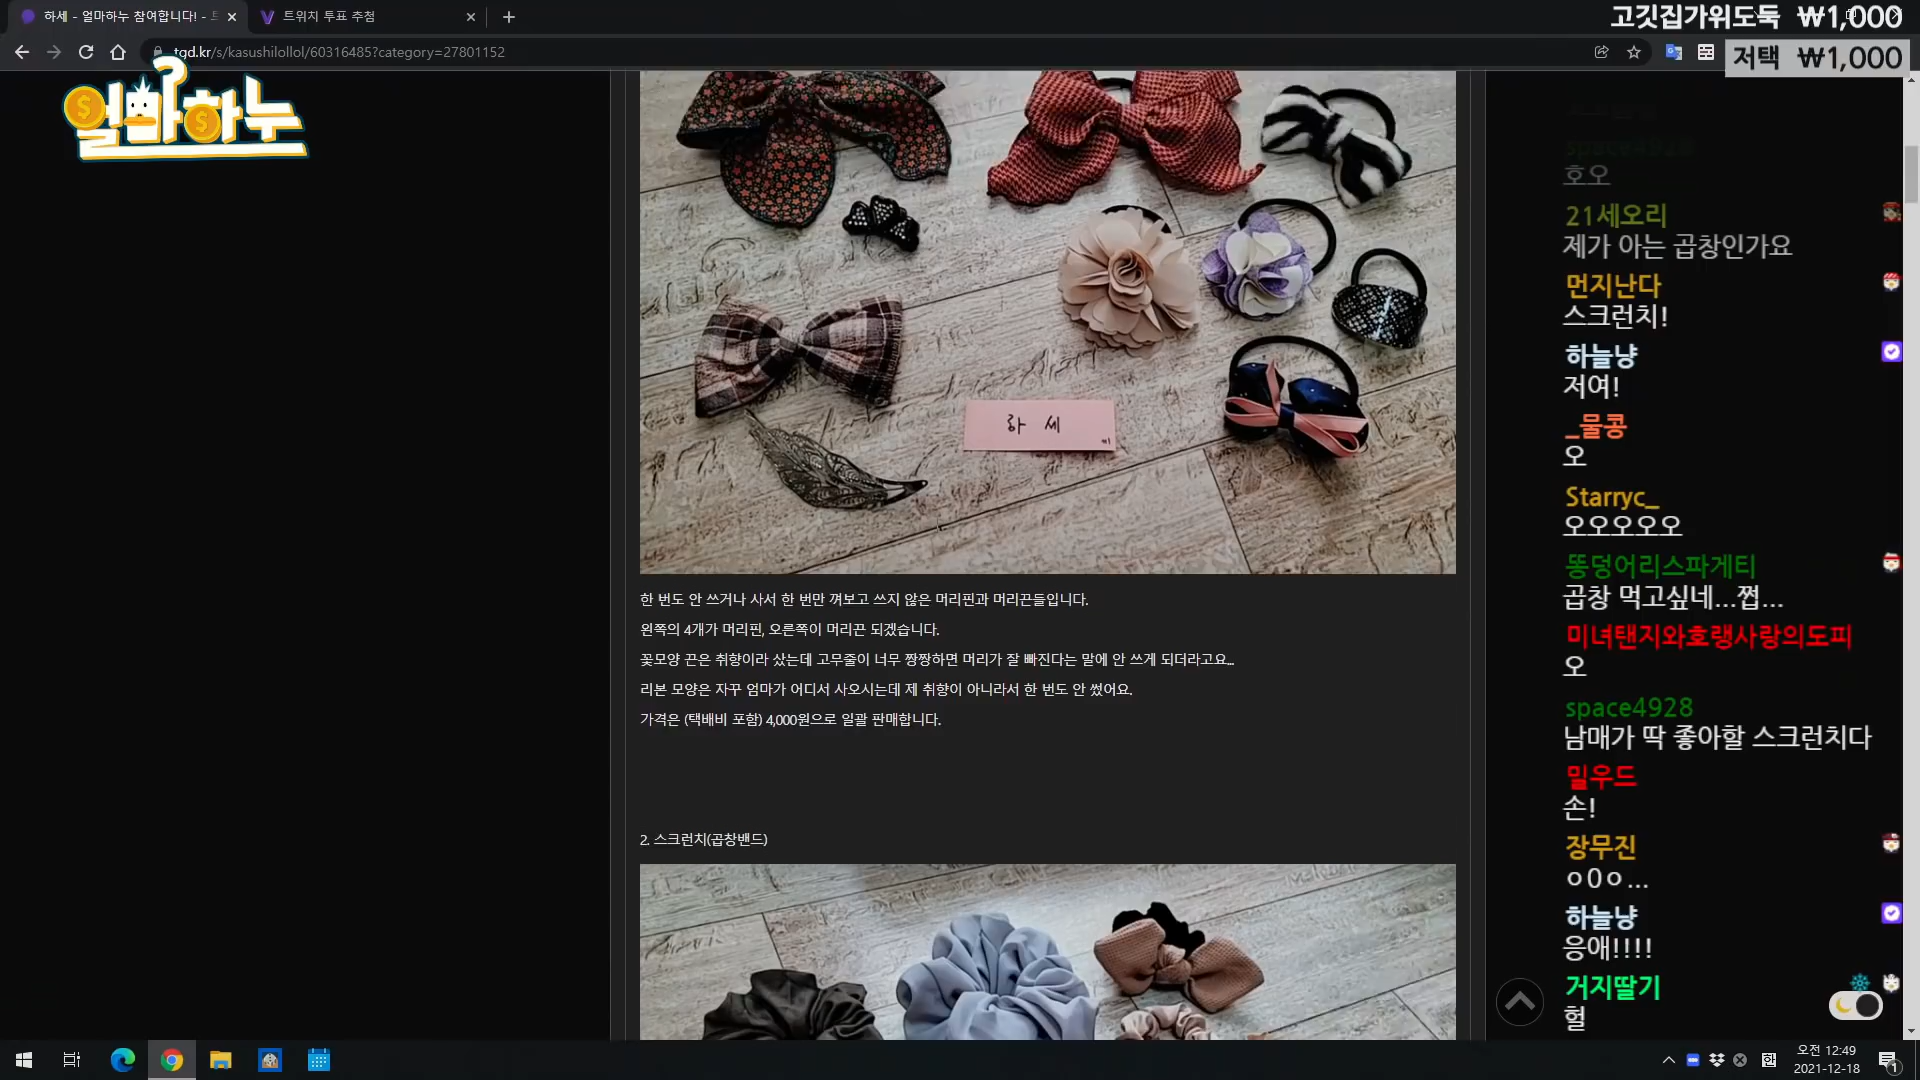 하세 - 얼마하누 참여합니다! - 트
트위치 투표 추첨
고깃집가위도둑 ₩1,000
tgd.kr/s/kasushilollol/60316485?category=27801152
저택 ₩1,000
얼마하누
?
하 세
한 번도 안 쓰거나 사서 한 번만 껴보고 쓰지 않은 머리핀과 머리끈들입니다.
왼쪽의 4개가 머리핀, 오른쪽이 머리끈 되겠습니다.
꽃모양 끈은 취향이라 샀는데 고무줄이 너무 짱짱하면 머리가 잘 빠진다는 말에 안 쓰게 되더라고요...
리본 모양은 자꾸 엄마가 어디서 사오시는데 제 취향이 아니라서 한 번도 안 썼어요.
가격은 (택배비 포함) 4,000원으로 일괄 판매합니다.
2. 스크런치(곱창밴드)
space4928
호오
21세오리
제가 아는 곱창인가요
먼지난다
스크런치!
하늘냥
저여!
_물콩
오
Starryc_
오오오오오
똥덩어리스파게티
곱창 먹고싶네...쩝...
미녀탠지와호랭사랑의도피
오
space4928
남매가 딱 좋아할 스크런치다
밀우드
손!
장무진
ㅇ0ㅇ...
하늘냥
응애!!!!
거지딸기
헐
한
오전 12:49
2021-12-18
1